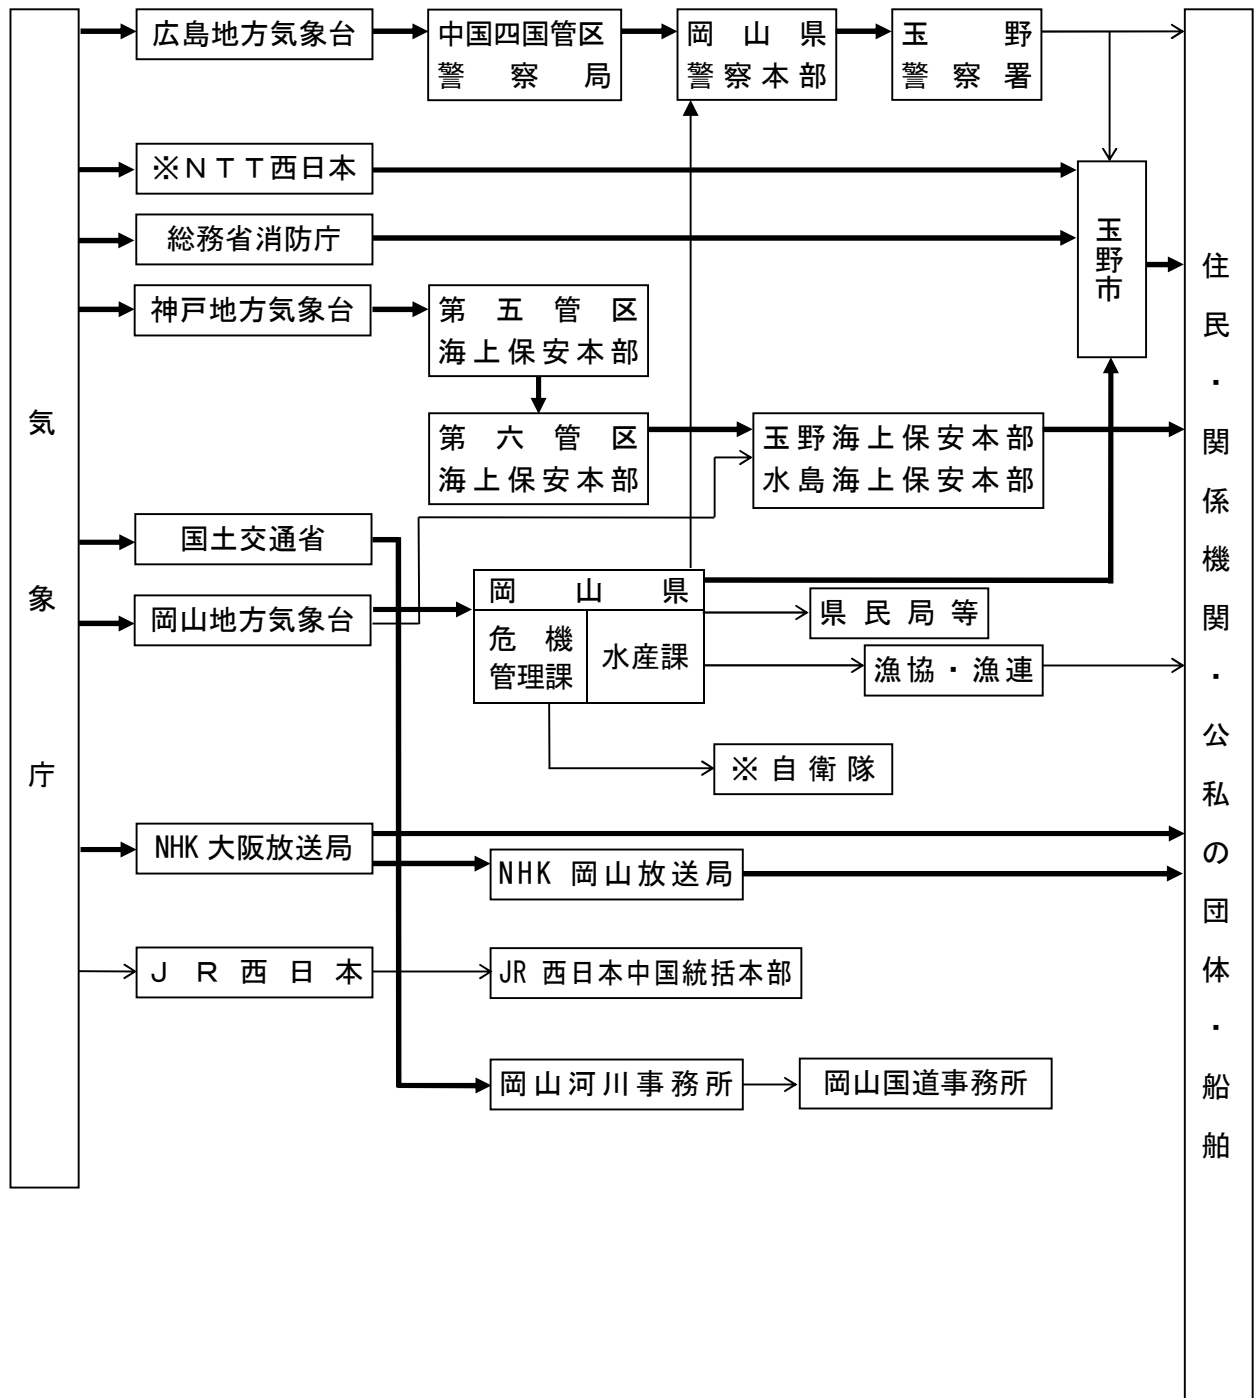 気象庁
広島地方気象台
中国四国管区
警察局
岡山県
警察本部
玉野
警察署
※ＮＴＴ西日本
総務省消防庁
玉野市
神戸地方気象台
第五管区
海上保安本部
第六管区
海上保安本部
玉野海上保安本部
水島海上保安本部
国土交通省
岡山地方気象台
岡山県
危機
管理課
水産課
県民局等
漁協・漁連
※自衛隊
NHK 大阪放送局
NHK 岡山放送局
ＪＲ西日本
JR 西日本中国統括本部
岡山河川事務所
岡山国道事務所
住民・関係機関・公私の団体・船舶